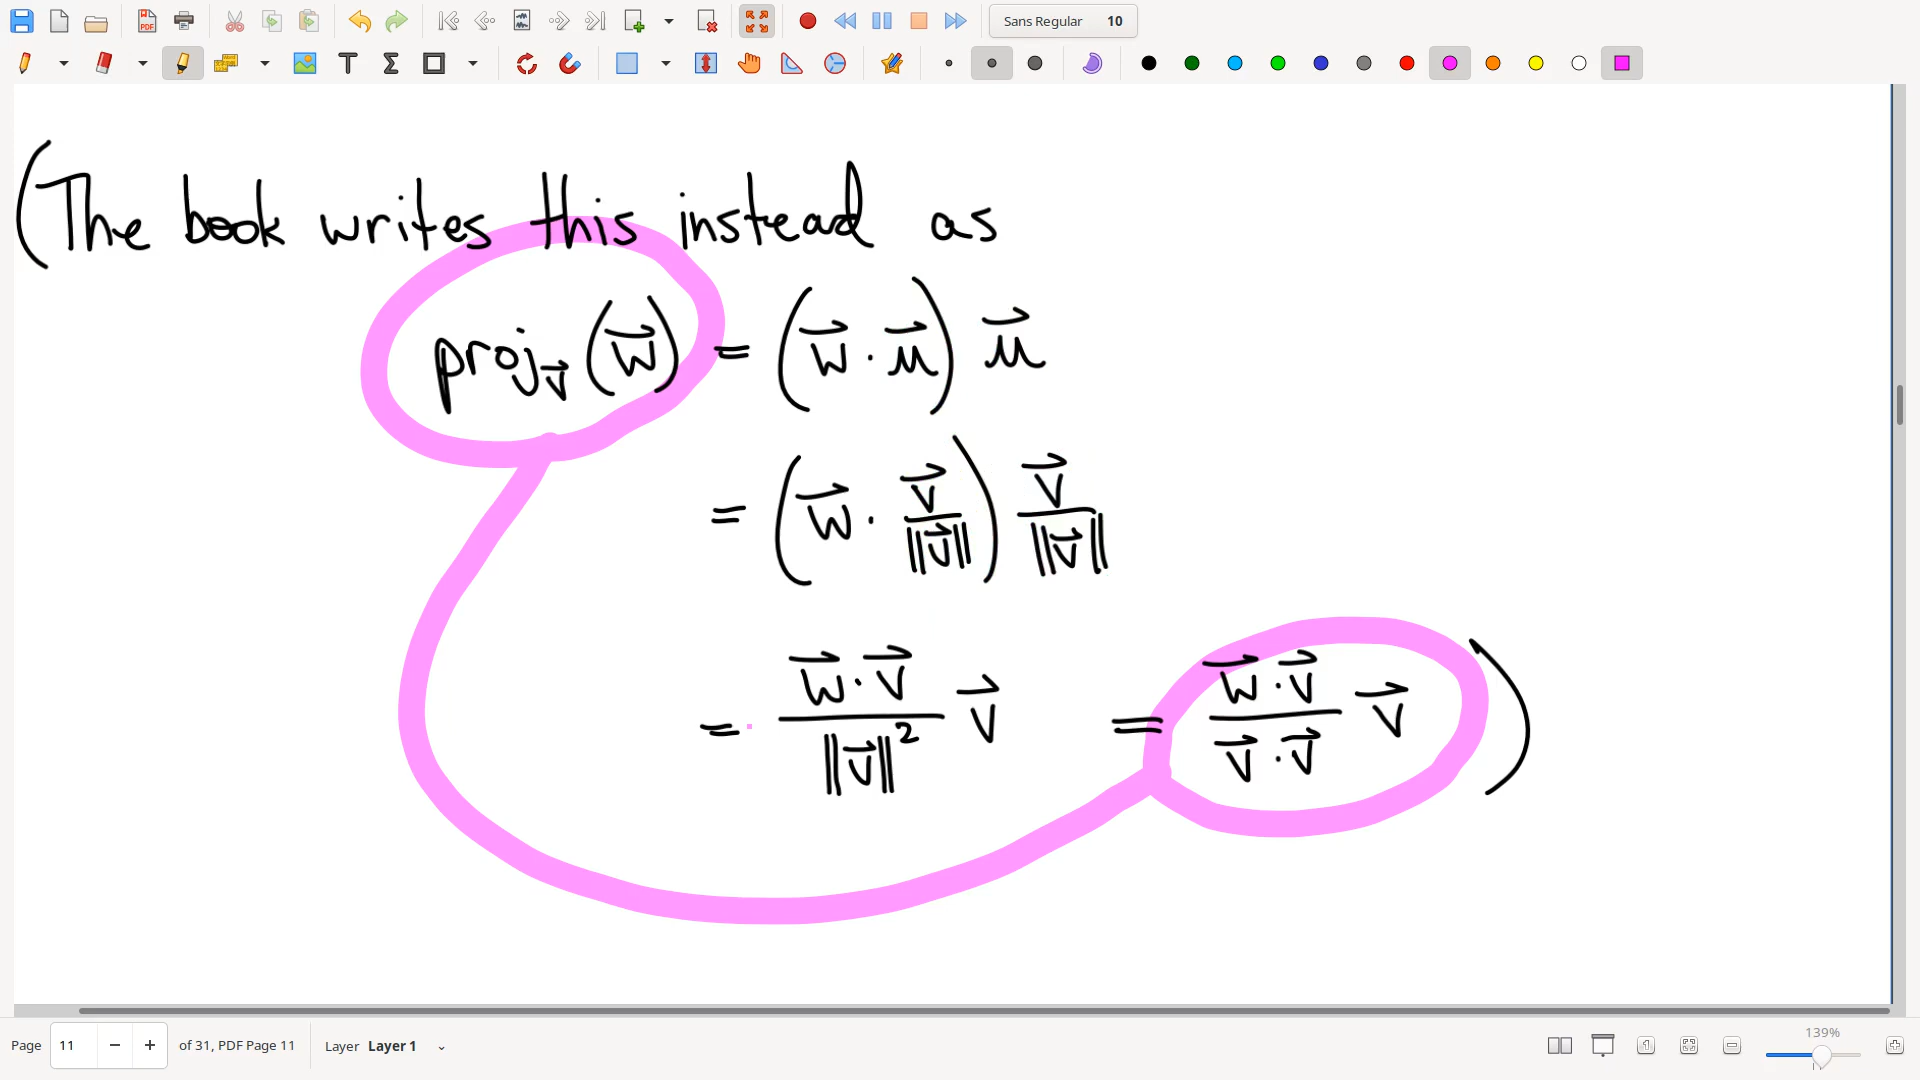 Sans Regular 10
(The book writes this instead as
proj_v⃗ (w⃗) = (w⃗ · u⃗) u⃗
= (w⃗ · v⃗/‖v⃗‖) v⃗/‖v⃗‖
= w⃗ · v⃗/‖v⃗‖² v⃗ = w⃗ · v⃗/v⃗ · v⃗ v⃗)
Page 11 − + of 31, PDF Page 11 Layer Layer 1 139%